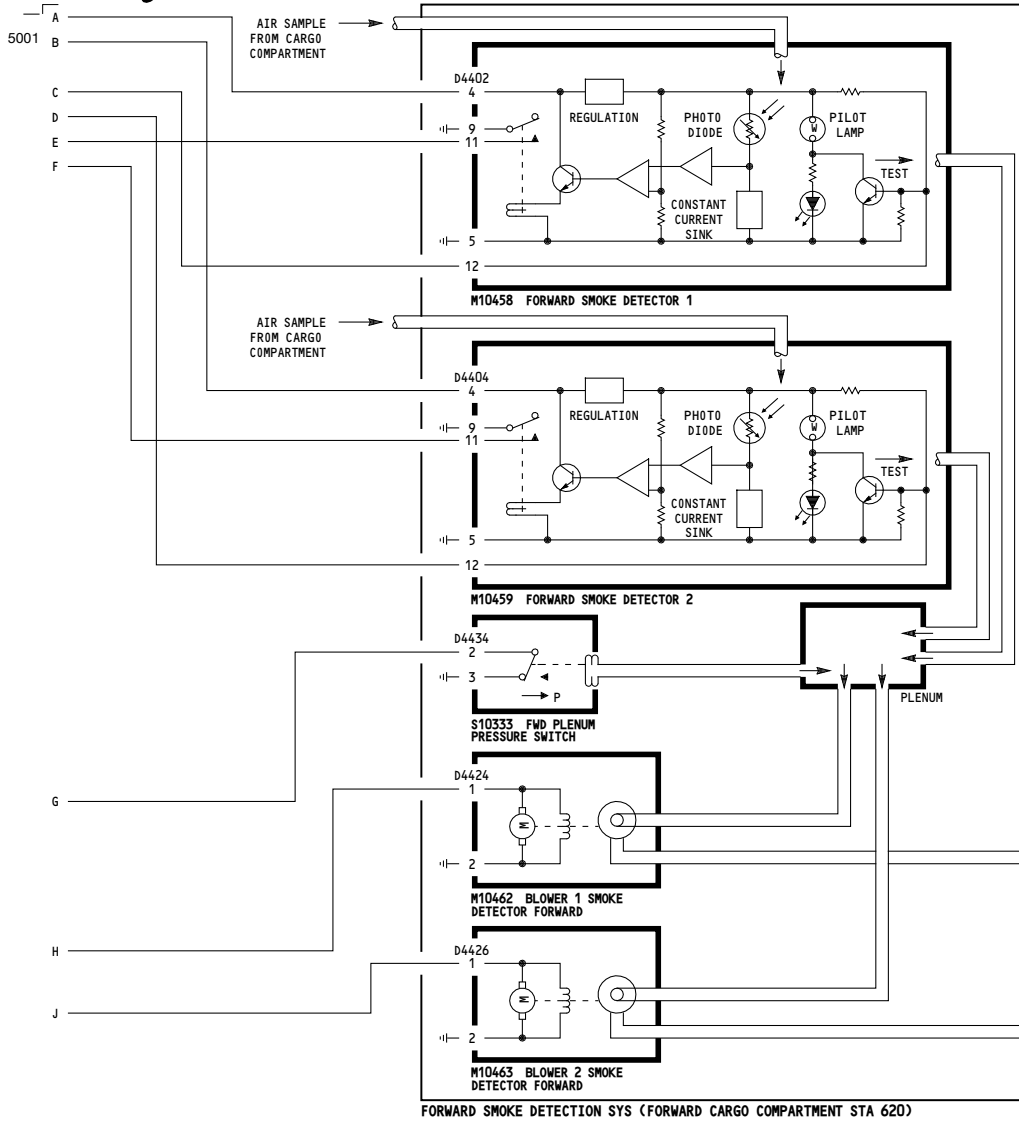 A
5001 B
C
D
E
F
G
H
J
AIR SAMPLE
FROM CARGO
COMPARTMENT
D4402
4
9
11
5
12
REGULATION
PHOTO
DIODE
W
PILOT
LAMP
TEST
CONSTANT
CURRENT
SINK
M10458 FORWARD SMOKE DETECTOR 1
AIR SAMPLE
FROM CARGO
COMPARTMENT
D4404
4
9
11
5
12
REGULATION
PHOTO
DIODE
W
PILOT
LAMP
TEST
CONSTANT
CURRENT
SINK
M10459 FORWARD SMOKE DETECTOR 2
D4434
2
3
P
S10333 FWD PLENUM
PRESSURE SWITCH
PLENUM
D4424
1
M
2
M10462 BLOWER 1 SMOKE
DETECTOR FORWARD
D4426
1
M
2
M10463 BLOWER 2 SMOKE
DETECTOR FORWARD
FORWARD SMOKE DETECTION SYS (FORWARD CARGO COMPARTMENT STA 620)